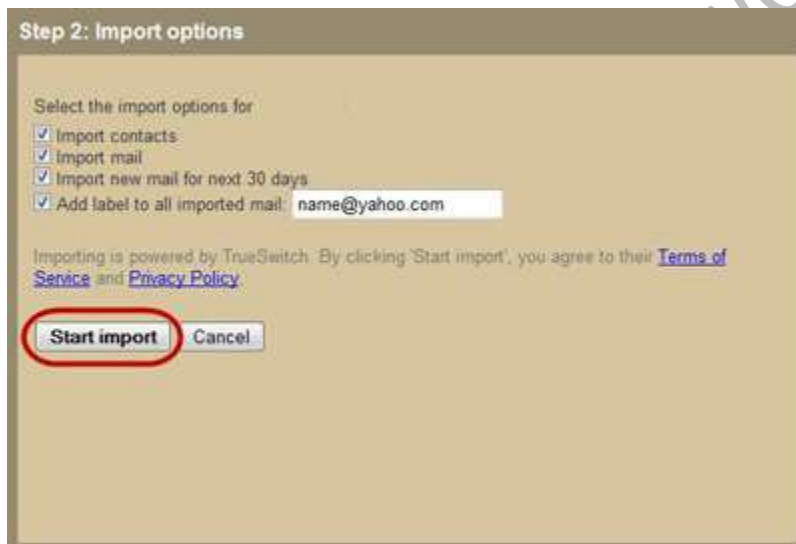 Step 2: Import options
Select the import options for
Import contacts
Import mail
Import new mail for next 30 days
Add label to all imported mail: name@yahoo.com
Importing is powered by TrueSwitch. By clicking 'Start import', you agree to their Terms of
Service and Privacy Policy
Start import Cancel